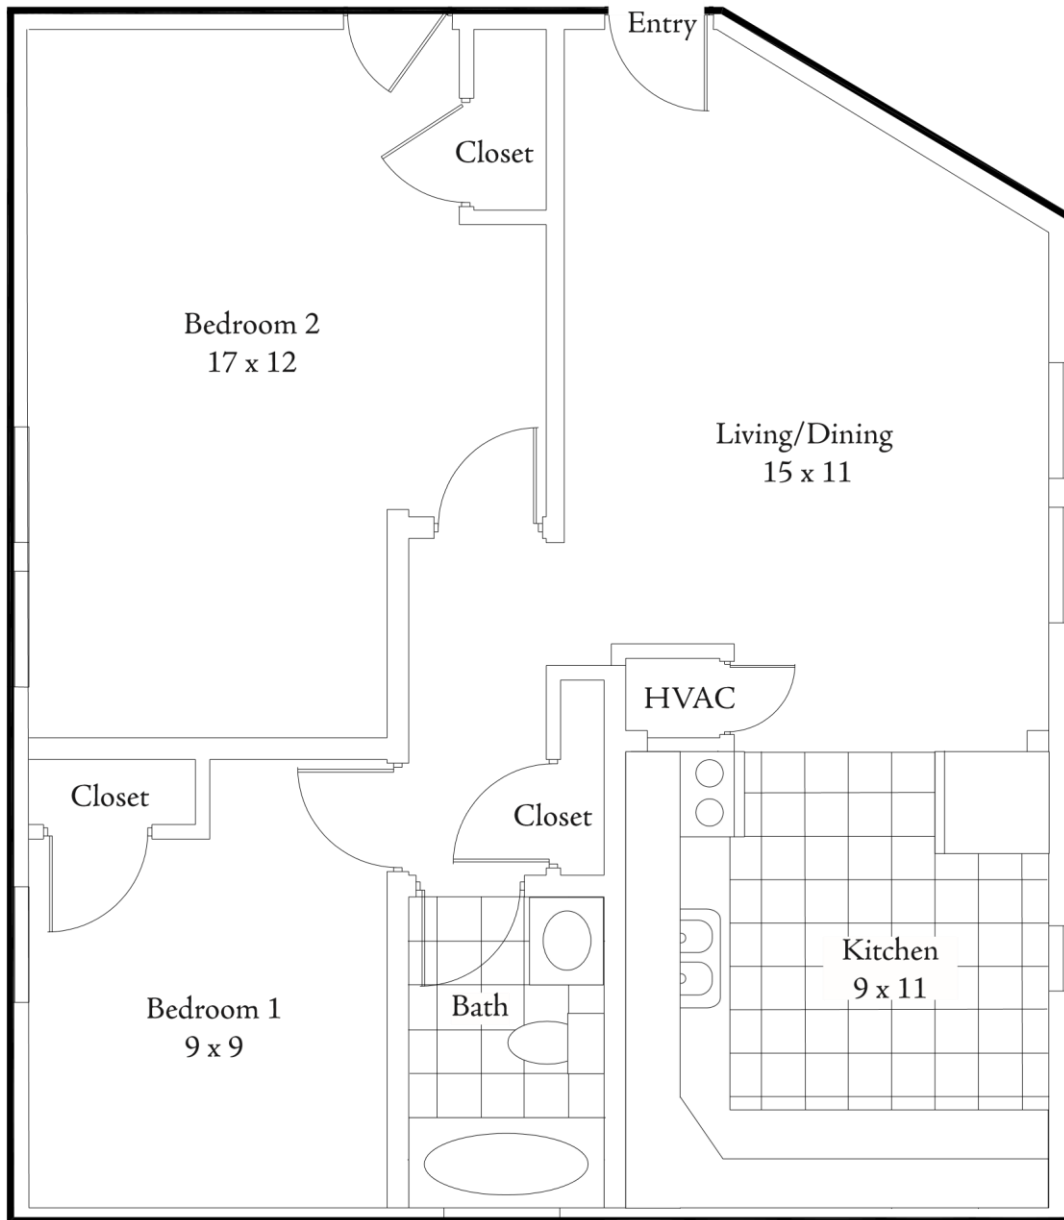 Entry
Closet
Bedroom 2
17 x 12
Living/Dining
15 x 11
HVAC
Closet
Closet
Kitchen
9 x 11
Bedroom 1
9 x 9
Bath